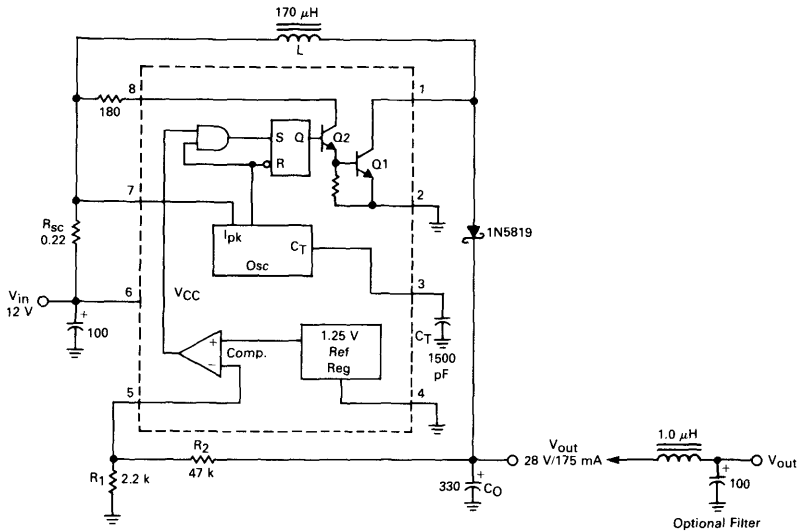 170 μH
L
8
1
180
S
Q
Q2
R
Q1
7
2
Rsc
0.22
Ipk
CT
1N5819
Osc
3
Vin
12 V
6
VCC
+
100
CT
1500
pF
+
Comp.
−
1.25 V
Ref
Reg
5
4
R2
47 k
Vout
28 V/175 mA
1.0 μH
Vout
R1
2.2 k
330
+
CO
+
100
Optional Filter